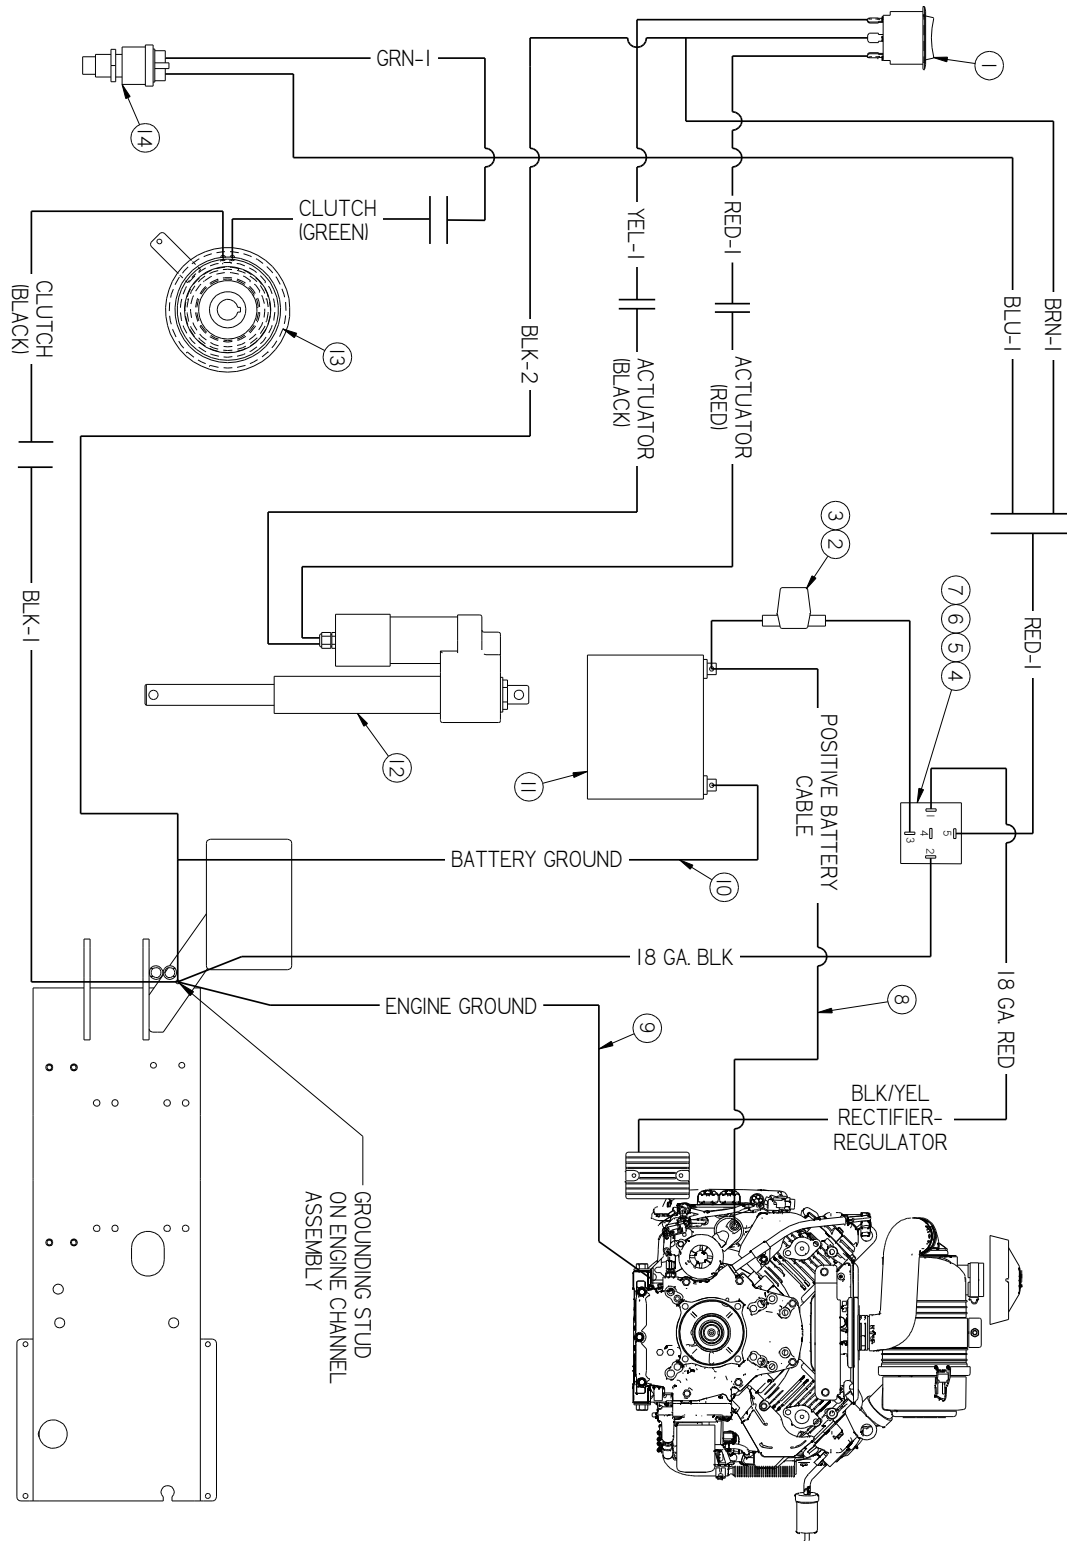 GRN-1
14
1
CLUTCH
(GREEN)
CLUTCH
(BLACK)
13
BLK-2
YEL-1
RED-1
BLU-1
BRN-1
ACTUATOR
(BLACK)
ACTUATOR
(RED)
3
2
7
6
5
4
BLK-1
RED-1
12
11
POSITIVE BATTERY
CABLE
1
3
4
5
2
BATTERY GROUND
10
18 GA. BLK
ENGINE GROUND
9
8
18 GA. RED
BLK/YEL
RECTIFIER-
REGULATOR
GROUNDING STUD
ON ENGINE CHANNEL
ASSEMBLY